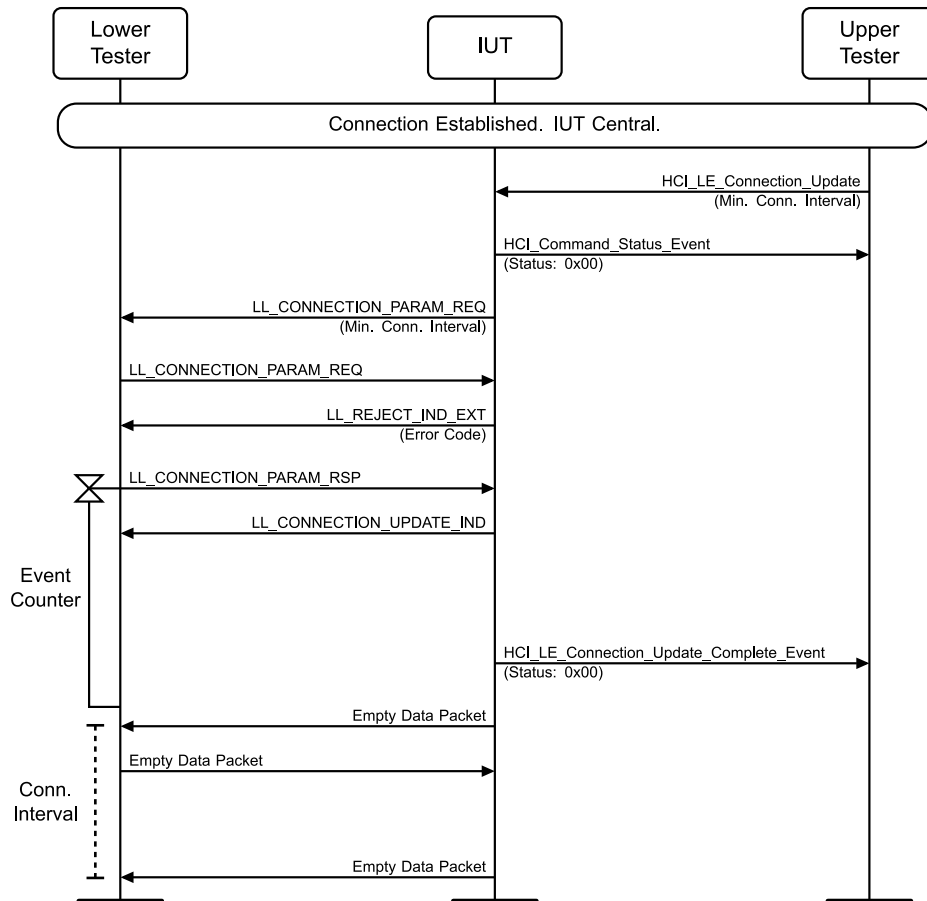 Lower
Tester
IUT
Upper
Tester
Connection Established. IUT Central.
HCI_LE_Connection_Update
(Min. Conn. Interval)
HCI_Command_Status_Event
(Status: 0x00)
LL_CONNECTION_PARAM_REQ
(Min. Conn. Interval)
LL_CONNECTION_PARAM_REQ
LL_REJECT_IND_EXT
(Error Code)
LL_CONNECTION_PARAM_RSP
LL_CONNECTION_UPDATE_IND
Event
Counter
HCI_LE_Connection_Update_Complete_Event
(Status: 0x00)
Empty Data Packet
Empty Data Packet
Conn.
Interval
Empty Data Packet